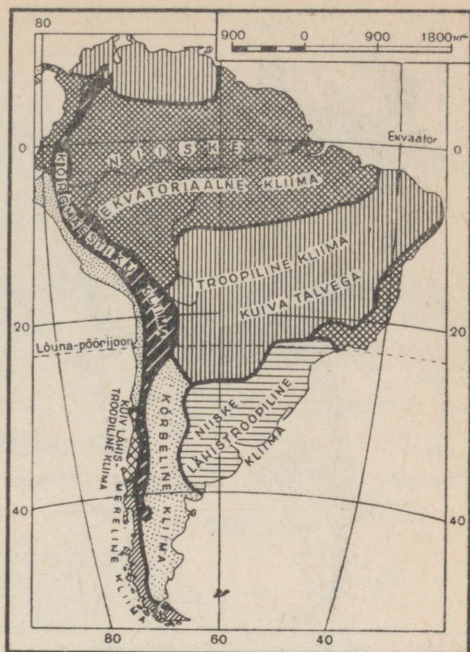 80
900 0 900 1800 км
Ekvaator
0
0
NIISKE
EKVATORIAALNE KLIIMA
KÕRGMÄESTIKU KLIIMA
TROOPILINE KLIIMA
KUIVA TALVEGA
20
20
Lõuna-pöörijoon
NIISKE
LÄHISTROOPILINE
KLIIMA
KÕRBELINE KLIIMA
KUIV LÄHIS-
TROOPILINE KLIIMA
MERELINE KLIIMA
40
40
80 60 40